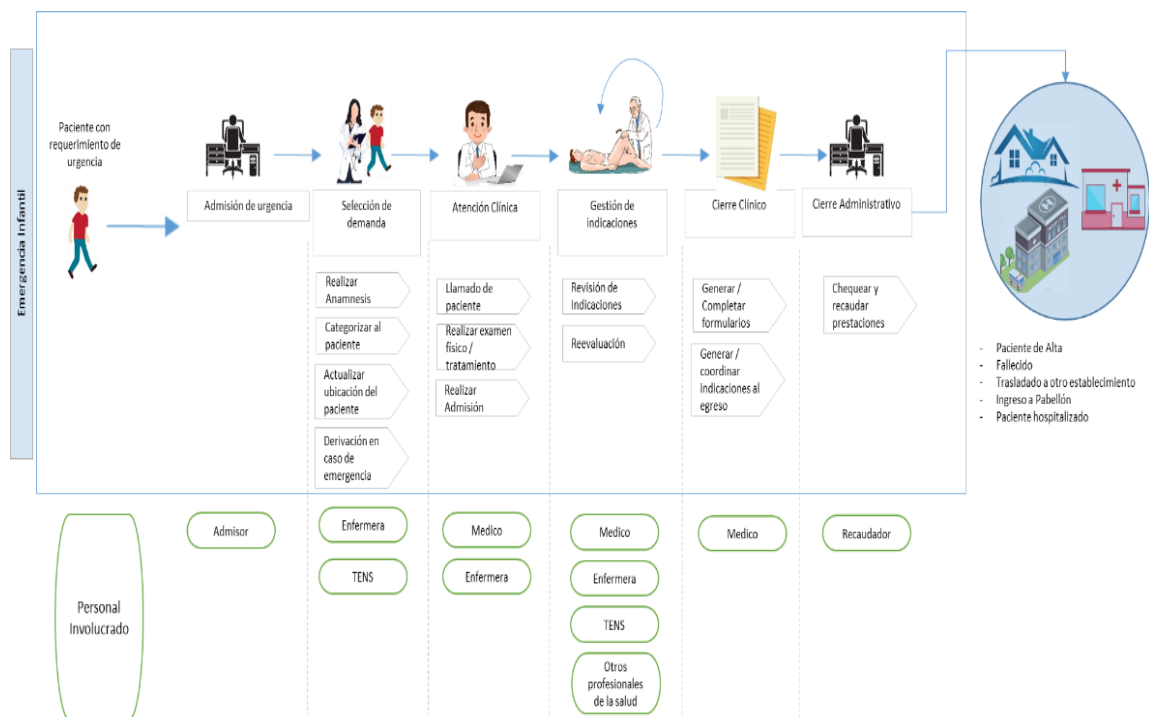 Emergencia Infantil
Paciente con
requerimiento de
urgencia
Admisión de urgencia
Selección de
demanda
Atención Clínica
Gestión de
indicaciones
Cierre Clínico
Cierre Administrativo
Realizar
Anamnesis
Categorizar al
paciente
Actualizar
ubicación del
paciente
Derivación en
caso de
emergencia
Llamado de
paciente
Realizar examen
físico /
tratamiento
Realizar
Admisión
Revisión de
Indicaciones
Reevaluación
Generar /
Completar
formularios
Generar /
coordinar
indicaciones al
egreso
Chequear y
recaudar
prestaciones
H
- Paciente de Alta
- Fallecido
- Trasladado a otro establecimiento
- Ingreso a Pabellón
- Paciente hospitalizado
Personal
Involucrado
Admisor
Enfermera
TENS
Medico
Enfermera
Medico
Enfermera
TENS
Otros
profesionales
de la salud
Medico
Recaudador